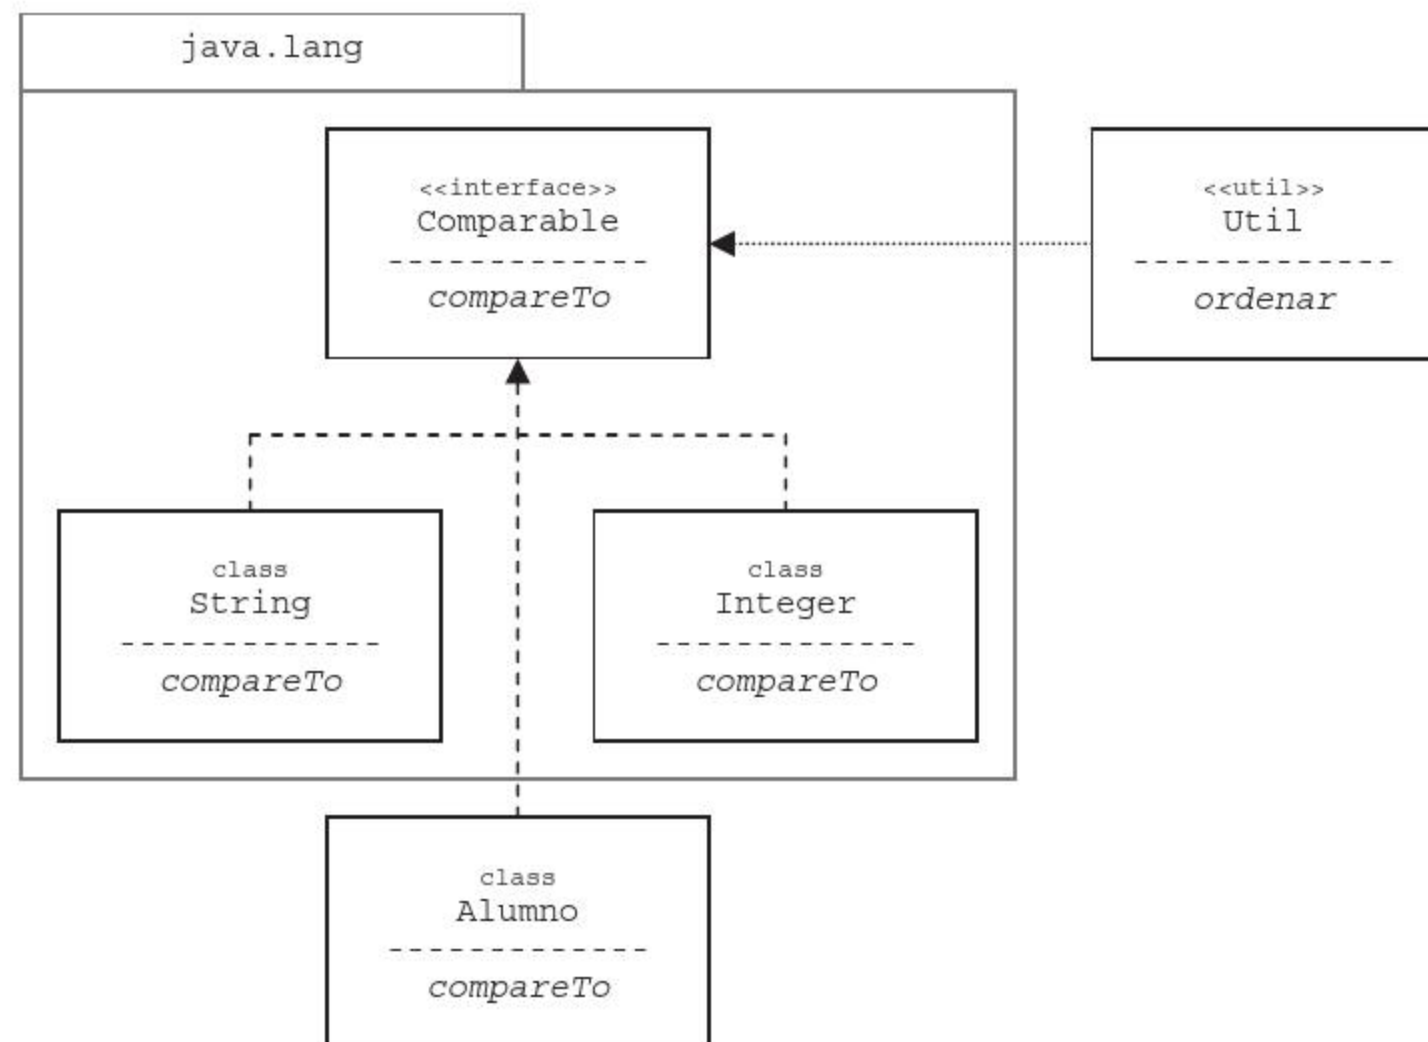 java.lang
<<interface>>
Comparable
compareTo
<<util>>
Util
ordenar
class
String
compareTo
class
Integer
compareTo
class
Alumno
compareTo